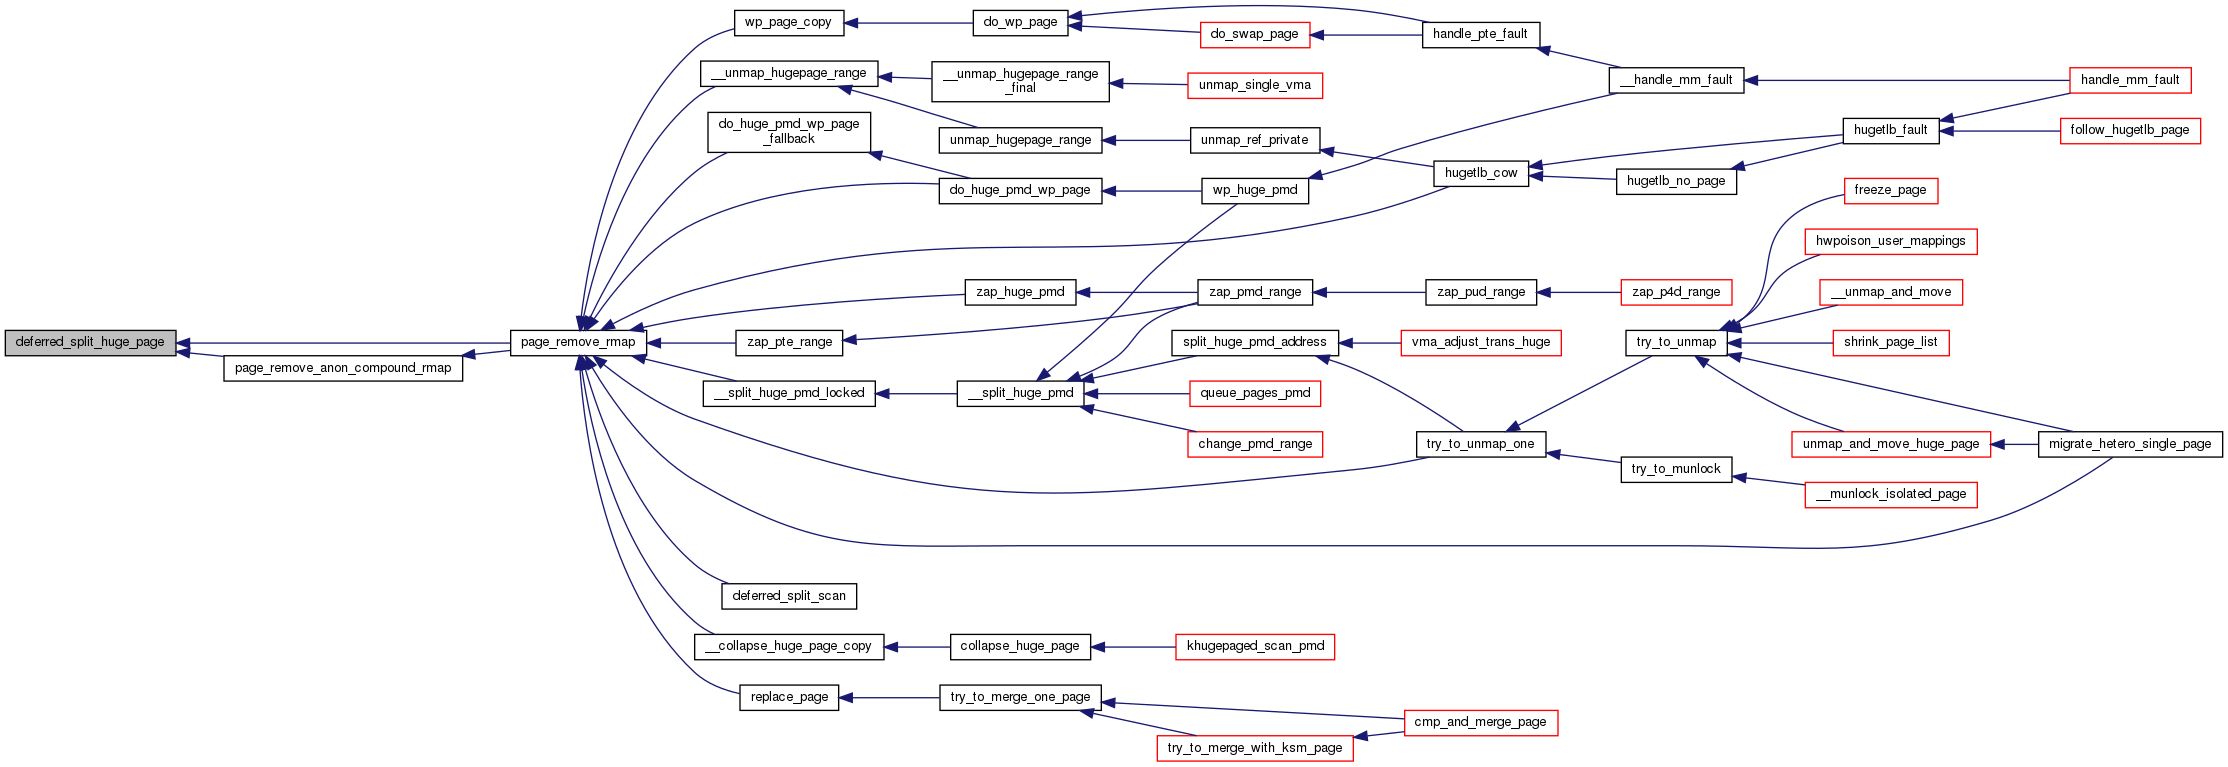 wp_page_copy
do_wp_page
do_swap_page
handle_pte_fault
__unmap_hugepage_range
__unmap_hugepage_range
_final
unmap_single_vma
__handle_mm_fault
handle_mm_fault
do_huge_pmd_wp_page
_fallback
unmap_hugepage_range
unmap_ref_private
hugetlb_fault
follow_hugetlb_page
do_huge_pmd_wp_page
wp_huge_pmd
hugetlb_cow
hugetlb_no_page
freeze_page
hwpoison_user_mappings
zap_huge_pmd
zap_pmd_range
zap_pud_range
zap_p4d_range
__unmap_and_move
deferred_split_huge_page
page_remove_anon_compound_rmap
page_remove_rmap
zap_pte_range
split_huge_pmd_address
vma_adjust_trans_huge
try_to_unmap
shrink_page_list
__split_huge_pmd_locked
__split_huge_pmd
queue_pages_pmd
change_pmd_range
try_to_unmap_one
unmap_and_move_huge_page
migrate_hetero_single_page
try_to_munlock
__munlock_isolated_page
deferred_split_scan
__collapse_huge_page_copy
collapse_huge_page
khugepaged_scan_pmd
replace_page
try_to_merge_one_page
cmp_and_merge_page
try_to_merge_with_ksm_page